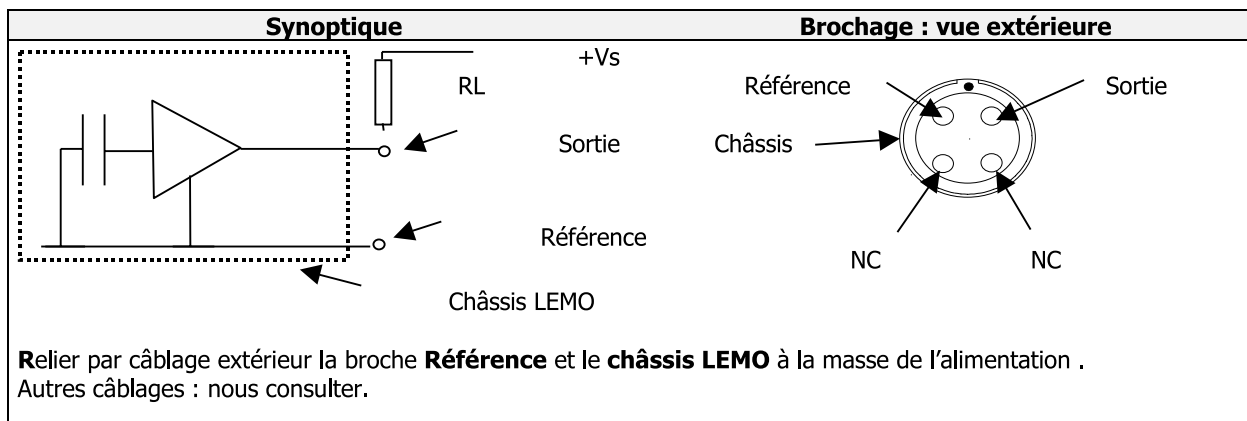 Synoptique
Brochage : vue extérieure
+Vs
RL
Sortie
Référence
Châssis LEMO
Référence
Sortie
Châssis
NC
NC
Relier par câblage extérieur la broche Référence et le châssis LEMO à la masse de l'alimentation .
Autres câblages : nous consulter.